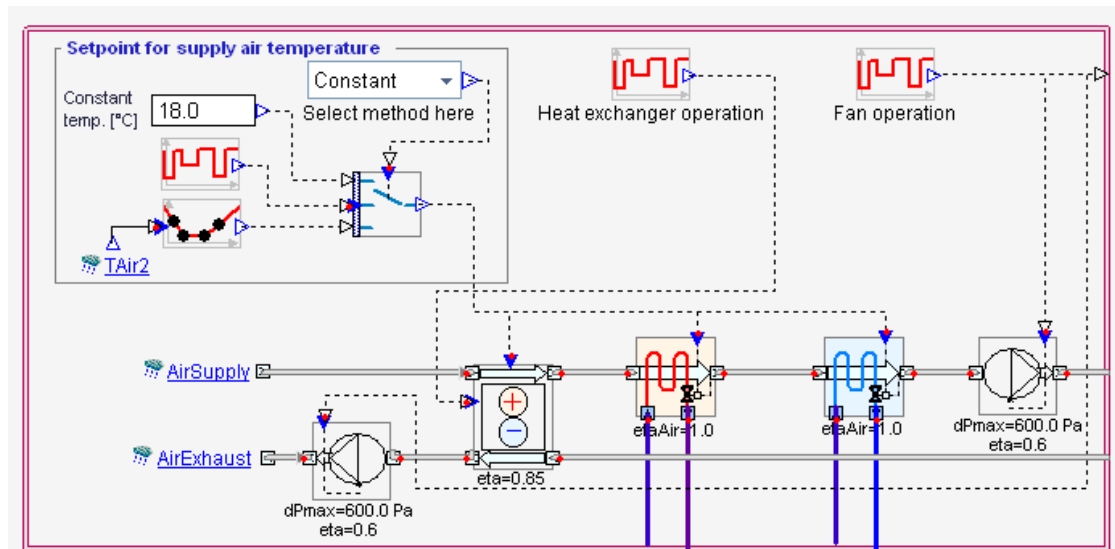 Setpoint for supply air temperature
Constant
Constant
temp. [°C]
18.0
Select method here
Heat exchanger operation
Fan operation
TAir2
AirSupply
AirExhaust
etaAir=1.0
etaAir=1.0
dPmax=600.0 Pa
eta=0.6
eta=0.85
dPmax=600.0 Pa
eta=0.6